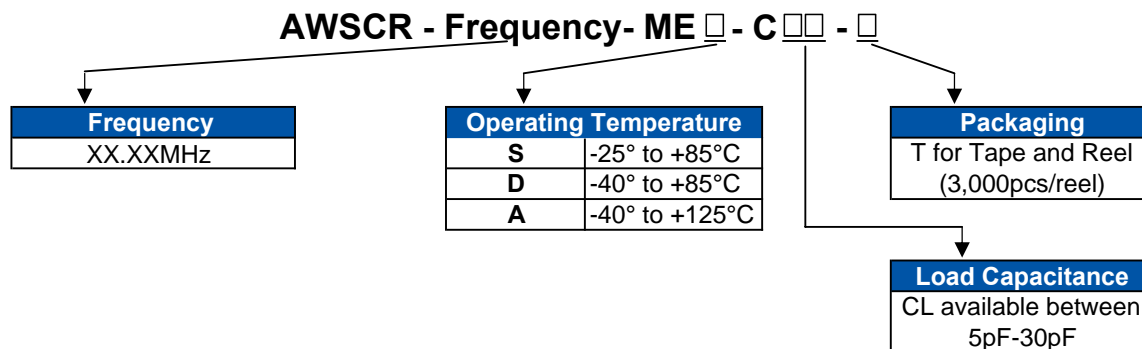 AWSCR - Frequency- ME □ - C □□ - □
Frequency
XX.XXMHz
Operating Temperature
S -25° to +85°C
D -40° to +85°C
A -40° to +125°C
Packaging
T for Tape and Reel
(3,000pcs/reel)
Load Capacitance
CL available between
5pF-30pF